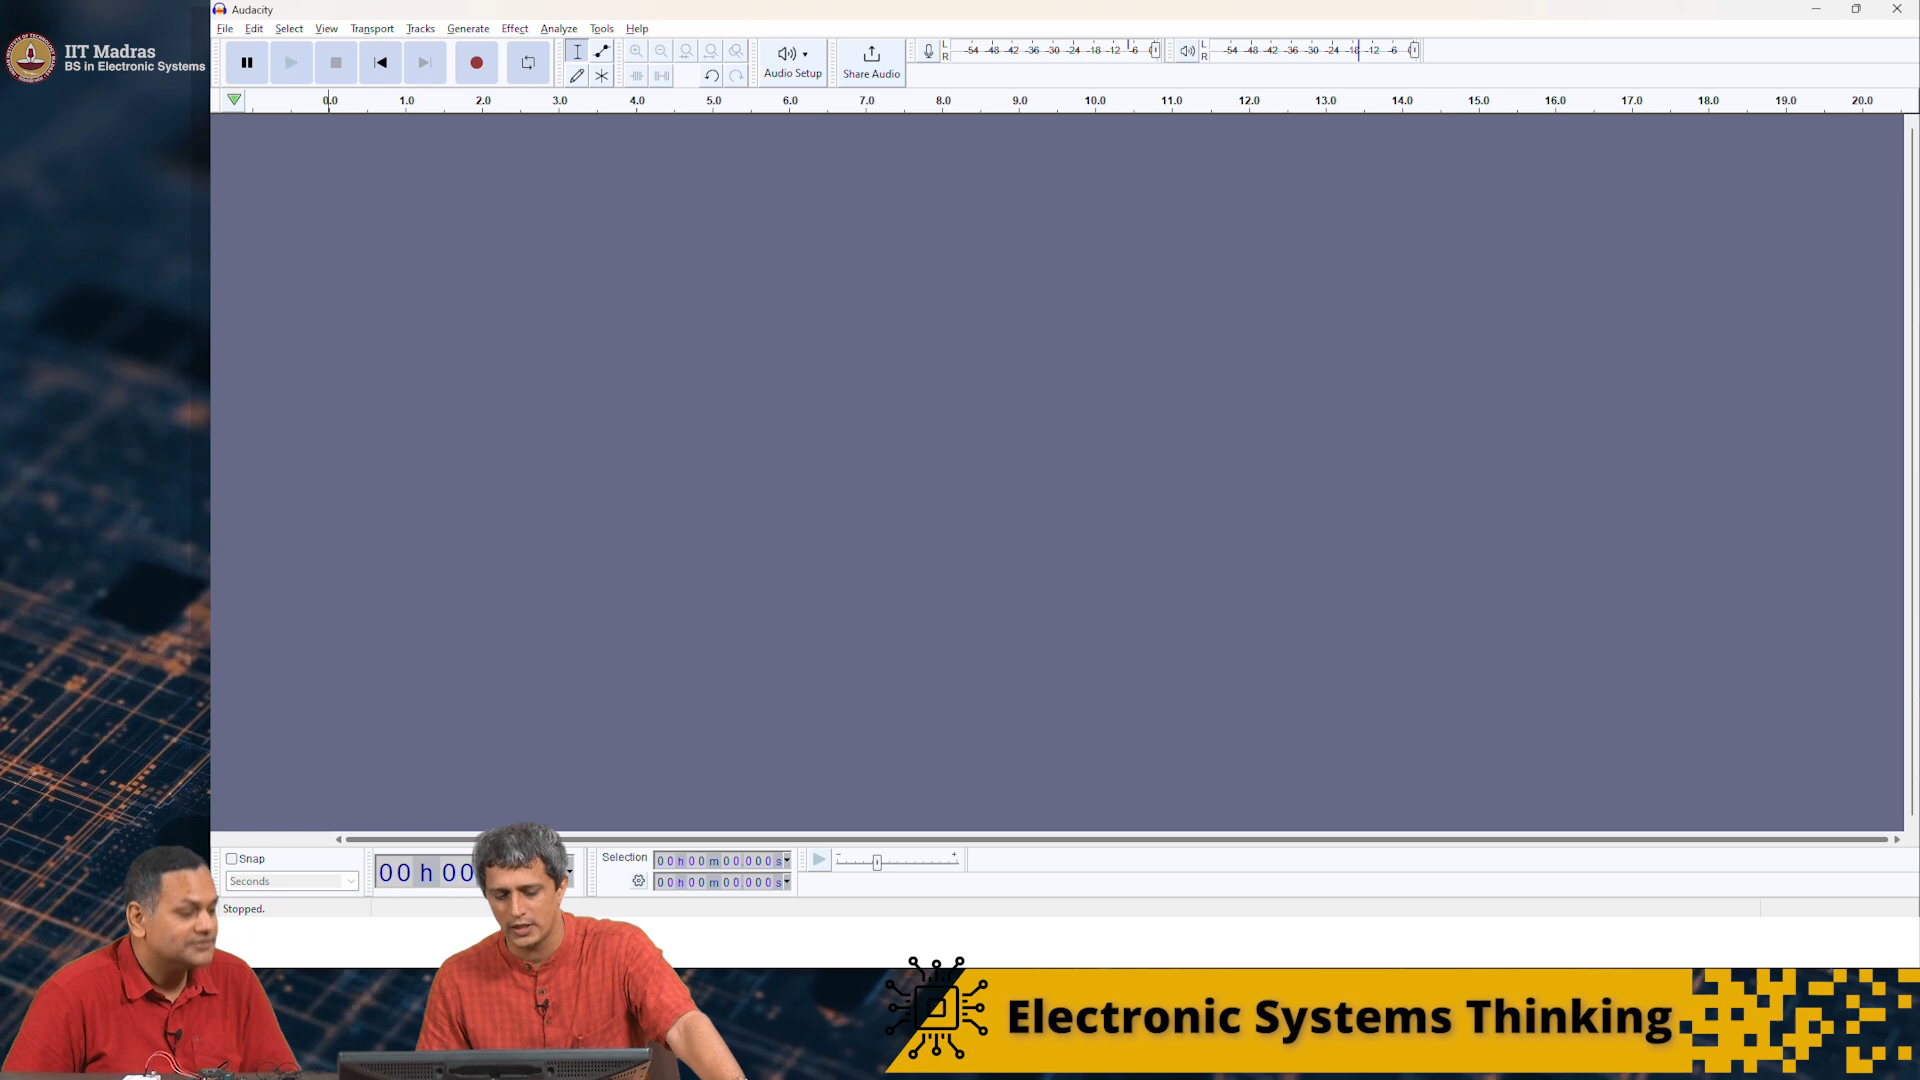 IIT Madras
BS in Electronic Systems
Audacity
File Edit Select View Transport Tracks Generate Effect Analyze Tools Help
L -54 -48 -42 -36 -30 -24 -18 -12 -6
R
L -54 -48 -42 -36 -30 -24 -18 -12 -6
R
Audio Setup
Share Audio
0.0 1.0 2.0 3.0 4.0 5.0 6.0 7.0 8.0 9.0 10.0 11.0 12.0 13.0 14.0 15.0 16.0 17.0 18.0 19.0 20.0
Snap
Seconds
00 h 00
Selection
00 h 00 m 00.000 s
00 h 00 m 00.000 s
- +
Stopped.
Electronic Systems Thinking